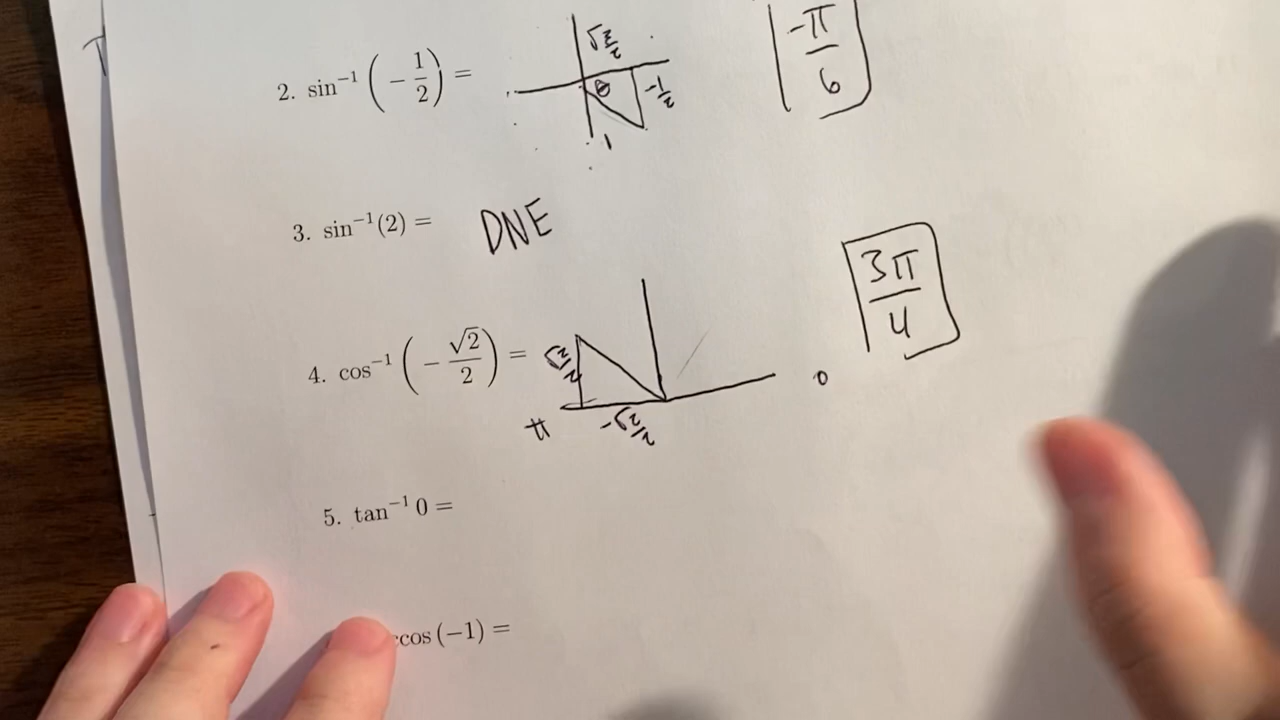 2. sin⁻¹(-1/2) = √3/2 θ -1/2 1 -π/6
3. sin⁻¹(2) = DNE
4. cos⁻¹(-√2/2) = √2/2 -√2/2 π 0 3π/4
5. tan⁻¹ 0 =
cos (-1) =